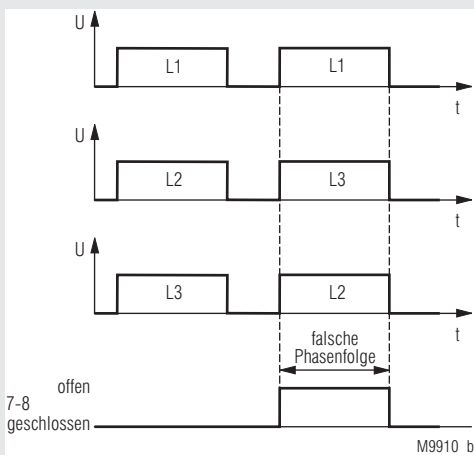 U
L1
L1
t
U
L2
L3
t
U
L3
L2
t
falsche
Phasenfolge
offen
7-8
geschlossen
M9910_b